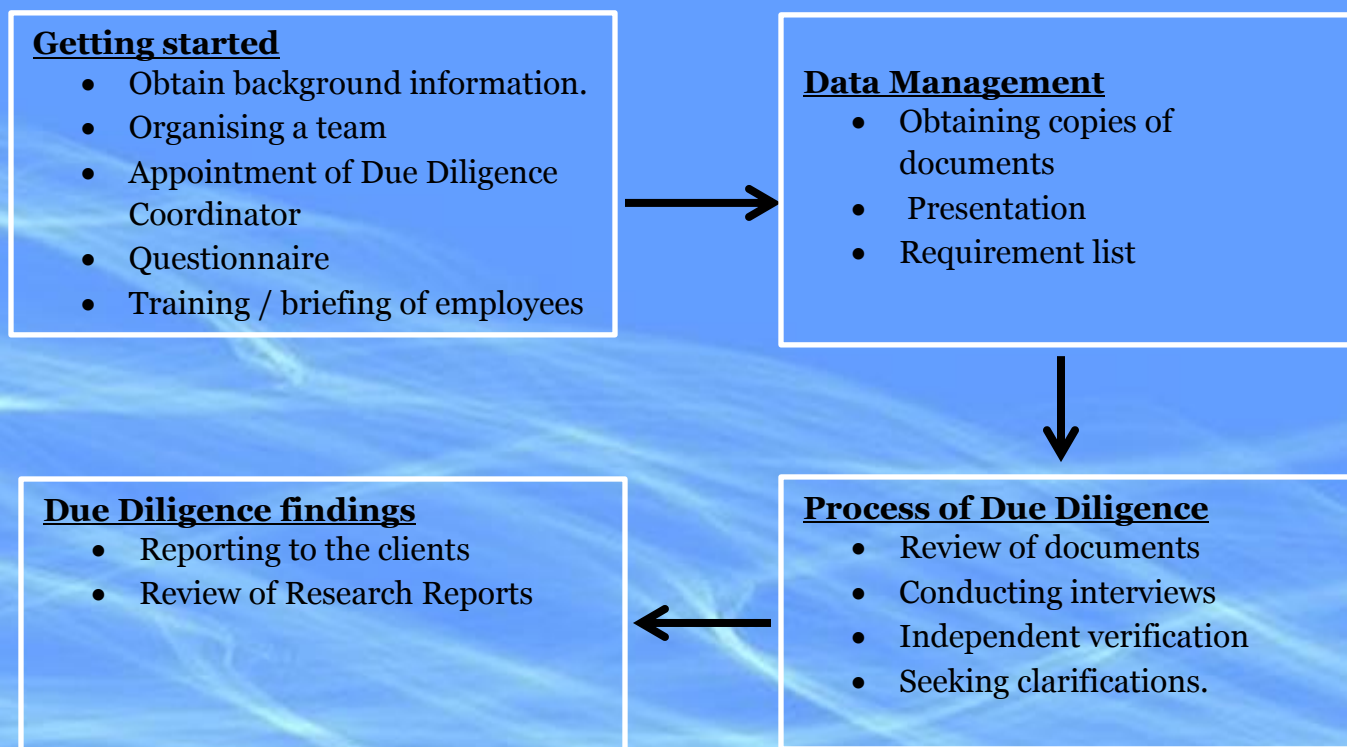 Getting started
• Obtain background information.
• Organising a team
• Appointment of Due Diligence
Coordinator
• Questionnaire
• Training / briefing of employees
Data Management
• Obtaining copies of
documents
• Presentation
• Requirement list
Process of Due Diligence
• Review of documents
• Conducting interviews
• Independent verification
• Seeking clarifications.
Due Diligence findings
• Reporting to the clients
• Review of Research Reports